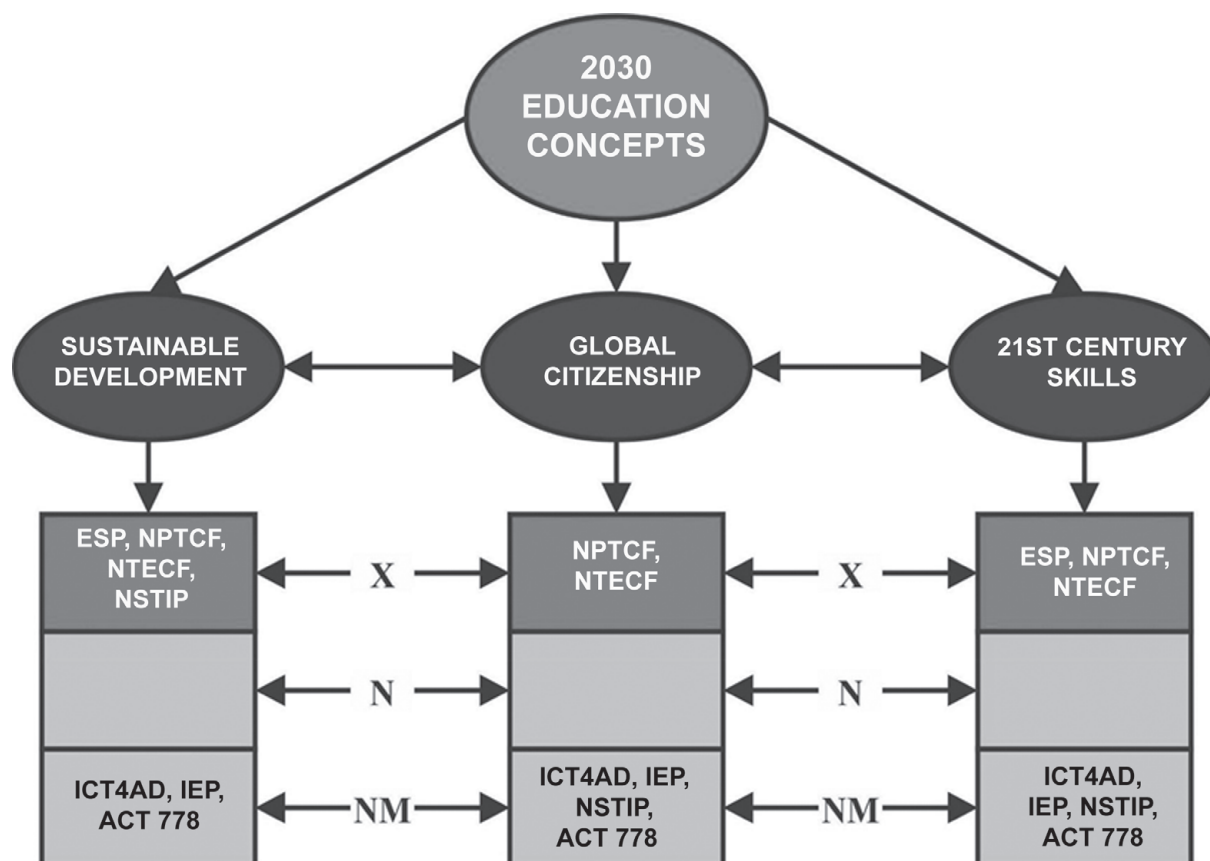 2030
EDUCATION
CONCEPTS
SUSTAINABLE
DEVELOPMENT
GLOBAL
CITIZENSHIP
21ST CENTURY
SKILLS
ESP, NPTCF,
NTECF,
NSTIP
X
NPTCF,
NTECF
X
ESP, NPTCF,
NTECF
N
N
ICT4AD, IEP,
ACT 778
NM
ICT4AD, IEP,
NSTIP,
ACT 778
NM
ICT4AD,
IEP, NSTIP,
ACT 778